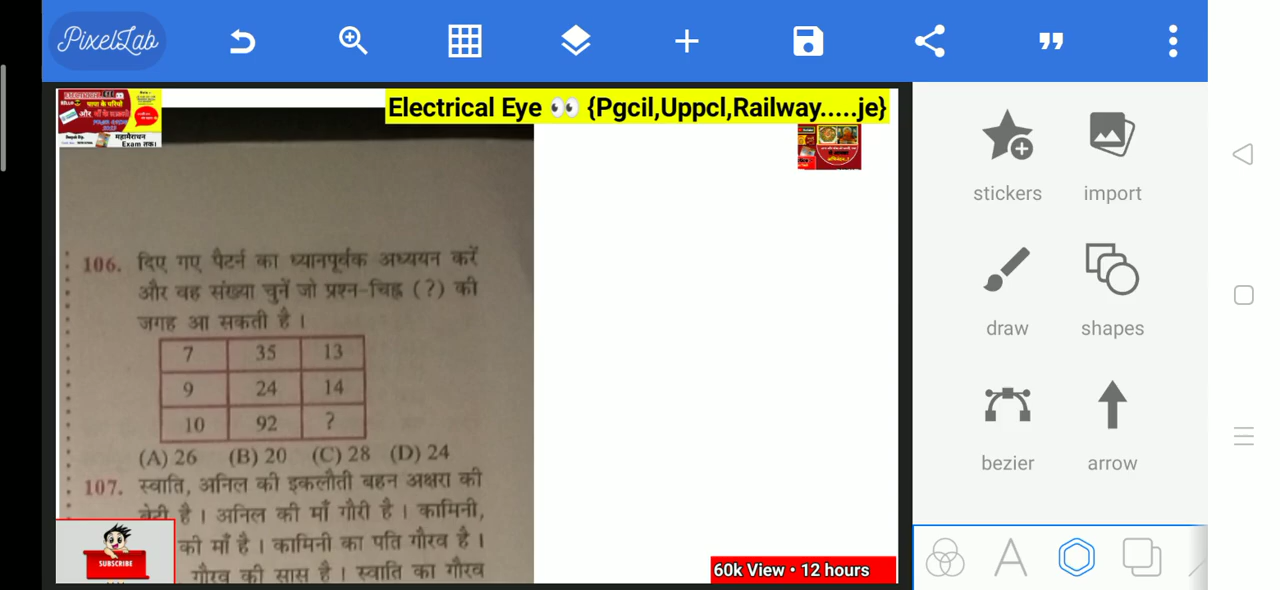 PixelLab
Electrical Eye 👀 {Pgcil,Uppcl,Railway.....je}
पापा के परियो
महामैराथन
Exam तक।
106. दिए गए पैटर्न का ध्यानपूर्वक अध्ययन करें
और वह संख्या चुनें जो प्रश्न-चिह्न (?) की
जगह आ सकती है ।
7 35 13
9 24 14
10 92 ?
(A) 26 (B) 20 (C) 28 (D) 24
107. स्वाति, अनिल की इकलौती बहन अक्षरा की
बेटी है । अनिल की माँ गौरी है । कामिनी,
की माँ है । कामिनी का पति गौरव है ।
गौरव की सास है । स्वाति का गौरव
SUBSCRIBE
60k View • 12 hours
stickers
import
draw
shapes
bezier
arrow